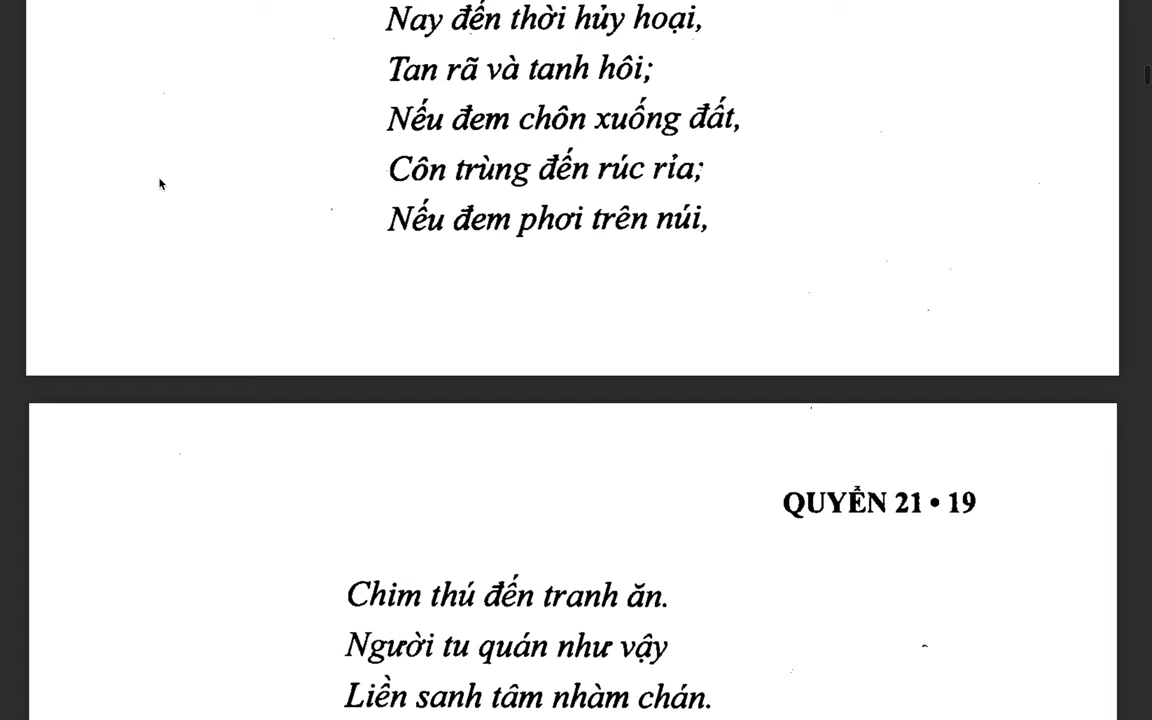 Nay đến thời hủy hoại,
Tan rã và tanh hôi;
Nếu đem chôn xuống đất,
Côn trùng đến rúc rỉa;
Nếu đem phơi trên núi,
QUYỂN 21 • 19
Chim thú đến tranh ăn.
Người tu quán như vậy
Liền sanh tâm nhàm chán.